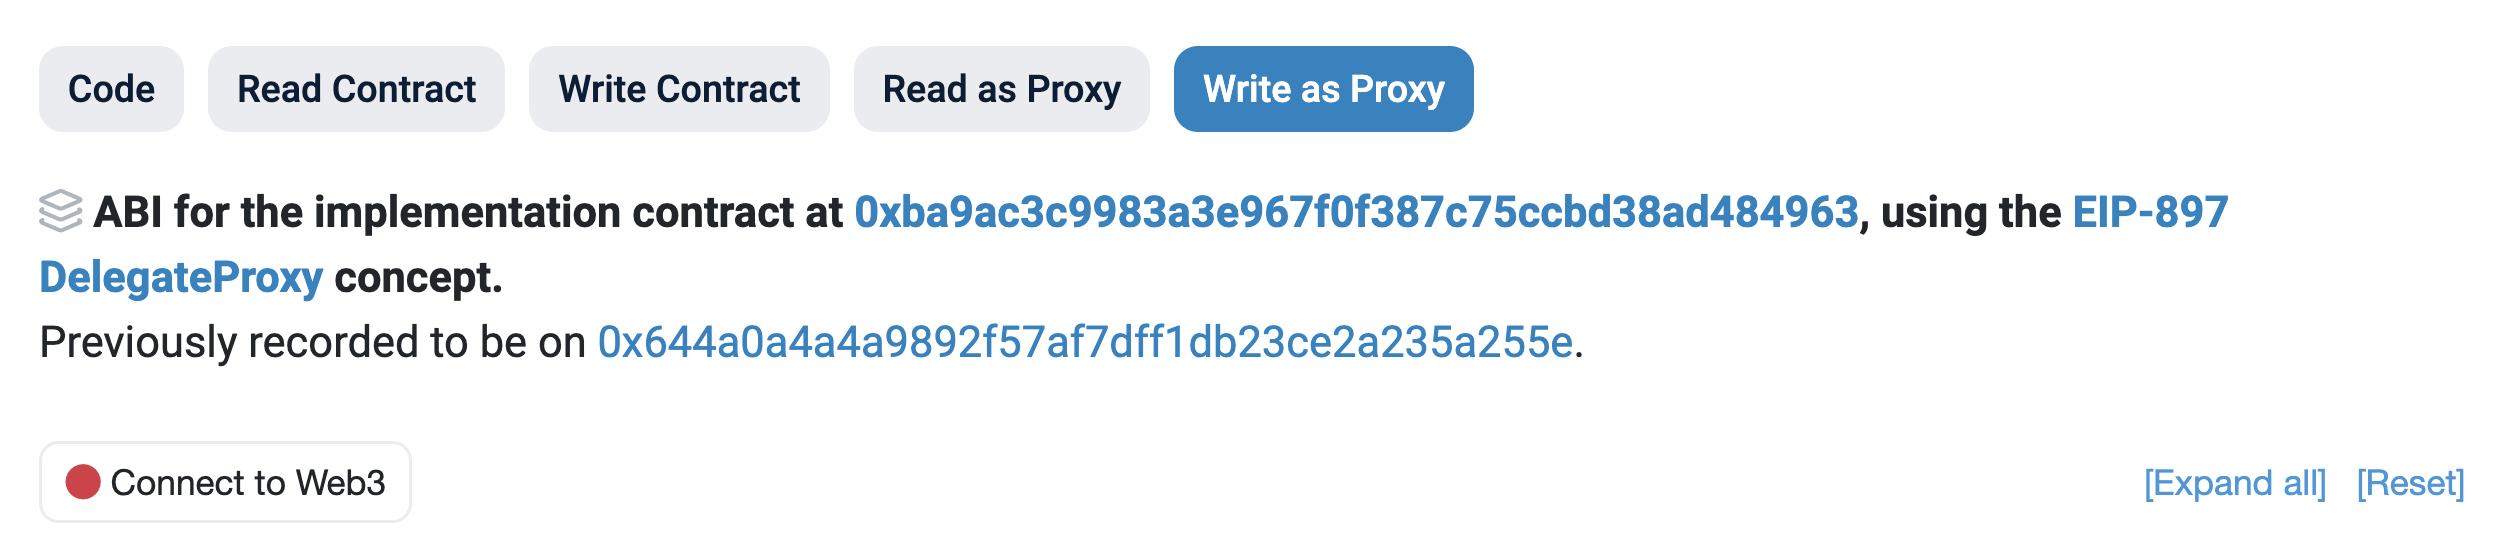 Code Read Contract Write Contract Read as Proxy Write as Proxy
ABI for the implementation contract at 0xba9ac3c9983a3e967f0f387c75ccbd38ad484963, using the EIP-897
DelegateProxy concept.
Previously recorded to be on 0x644a0a4a4a9892f57af7dff1db23ce2a235a255e.
Connect to Web3 [Expand all] [Reset]